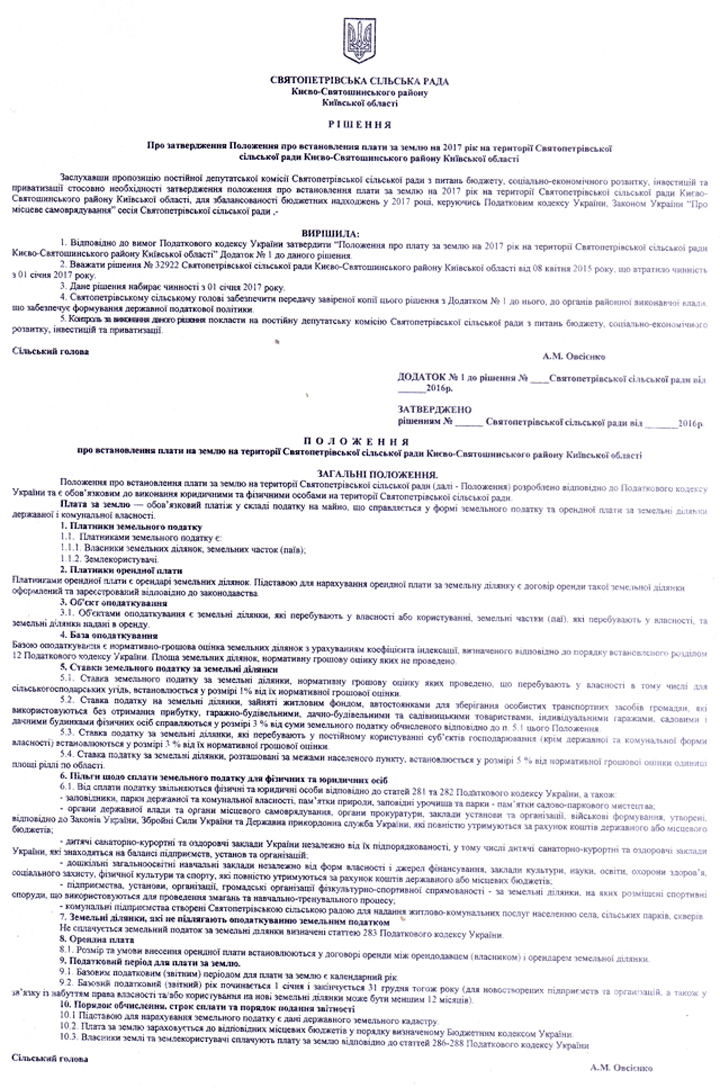 СВЯТОПЕТРІВСЬКА СІЛЬСЬКА РАДА
Києво-Святошинського району
Київської області
Р І Ш Е Н Н Я
Про затвердження Положення про встановлення плати за землю на 2017 рік на території Святопетрівської
сільської ради Києво-Святошинського району Київської області
Заслухавши пропозицію постійної депутатської комісії Святопетрівської сільської ради з питань бюджету, соціально-економічного розвитку, інвестицій та
приватизації стосовно необхідності затвердження положення про встановлення плати за землю на 2017 рік на території Святопетрівської сільської ради Києво-
Святошинського району Київської області, для збалансованості бюджетних надходжень у 2017 році, керуючись Податковим кодексу України, Законом України "Про
місцеве самоврядування" сесія Святопетрівської сільської ради ,-
ВИРІШИЛА:
1. Відповідно до вимог Податкового кодексу України затвердити "Положення про плату за землю на 2017 рік на території Святопетрівської сільської ради
Києво-Святошинського району Київської області" Додаток № 1 до даного рішення.
2. Вважати рішення № 32922 Святопетрівської сільської ради Києво-Святошинського району Київської області від 08 квітня 2015 року, що втратило чинність
з 01 січня 2017 року.
3. Дане рішення набирає чинності з 01 січня 2017 року.
4. Святопетрівському сільському голові забезпечити передачу завіреної копії цього рішення з Додатком № 1 до нього, до органів районної виконавчої влади,
що забезпечує формування державної податкової політики.
5. Контроль за виконання даного рішення покласти на постійну депутатську комісію Святопетрівської сільської ради з питань бюджету, соціально-економічного
розвитку, інвестицій та приватизації.
Сільський голова
А.М. Овсієнко
ДОДАТОК № 1 до рішення № ____Святопетрівської сільської ради від
______2016р.
ЗАТВЕРДЖЕНО
рішенням № ______ Святопетрівської сільської ради від _______2016р
П О Л О Ж Е Н Н Я
про встановлення плати на землю на території Святопетрівської сільської ради Києво-Святошинського району Київської області
ЗАГАЛЬНІ ПОЛОЖЕННЯ.
Положення про встановлення плати за землю на території Святопетрівської сільської ради (далі - Положення) розроблено відповідно до Податкового кодексу
України та є обов'язковим до виконання юридичними та фізичними особами на території Святопетрівської сільської ради.
Плата за землю — обов'язковий платіж у складі податку на майно, що справляється у формі земельного податку та орендної плати за земельні ділянки
державної і комунальної власності.
1. Платники земельного податку
1.1. Платниками земельного податку є:
1.1.1. Власники земельних ділянок, земельних часток (паїв);
1.1.2. Землекористувачі.
2. Платники орендної плати
Платниками орендної плати є орендарі земельних ділянок. Підставою для нарахування орендної плати за земельну ділянку є договір оренди такої земельної ділянки
оформлений та зареєстрований відповідно до законодавства.
3. Об'єкт оподаткування
3.1. Об'єктами оподаткування є земельні ділянки, які перебувають у власності або користуванні, земельні частки (паї), які перебувають у власності, та
земельні ділянки надані в оренду.
4. База оподаткування
Базою оподаткування є нормативно-грошова оцінка земельних ділянок з урахуванням коефіцієнта індексації, визначеного відповідно до порядку встановленого розділом
12 Податкового кодексу України. Площа земельних ділянок, нормативну грошову оцінку яких не проведено.
5. Ставки земельного податку за земельні ділянки
5.1. Ставка земельного податку за земельні ділянки, нормативну грошову оцінку яких проведено, що перебувають у власності в тому числі для
сільськогосподарських угідь, встановлюється у розмірі 1% від їх нормативної грошової оцінки.
5.2. Ставка податку на земельні ділянки, зайняті житловим фондом, автостоянками для зберігання особистих транспортних засобів громадян, які
використовуються без отримання прибутку, гаражно-будівельними, дачно-будівельними та садівницькими товариствами, індивідуальними гаражами, садовими і
дачними будинками фізичних осіб справляється у розмірі 3 % від суми земельного податку обчисленого відповідно до п. 5.1 цього Положення.
5.3. Ставка податку за земельні ділянки, які перебувають у постійному користуванні суб'єктів господарювання (крім державної та комунальної форми
власності) встановлюються у розмірі 3 % від їх нормативної грошової оцінки.
5.4. Ставка податку за земельні ділянки, розташовані за межами населеного пункту, встановлюється у розмірі 5 % від нормативної грошової оцінки одиниці
площі ріллі по області.
6. Пільги щодо сплати земельного податку для фізичних та юридичних осіб
6.1. Від сплати податку звільняються фізичні та юридичні особи відповідно до статей 281 та 282 Податкового кодексу України, а також:
- заповідники, парки державної та комунальної власності, пам'ятки природи, заповідні урочища та парки - пам'ятки садово-паркового мистецтва;
- органи державної влади та органи місцевого самоврядування, органи прокуратури, заклади установи та організації, військові формування, утворені
відповідно до Законів України, Збройні Сили України та Державна прикордонна служба України, які повністю утримуються за рахунок коштів державного або місцевого
бюджетів;
- дитячі санаторно-курортні та оздоровчі заклади України незалежно від їх підпорядкованості, у тому числі дитячі санаторно-курортні та оздоровчі заклади
України, які знаходяться на балансі підприємств, установ та організацій;
- дошкільні загальноосвітні навчальні заклади незалежно від форм власності і джерел фінансування, заклади культури, науки, освіти, охорони здоров'я,
соціального захисту, фізичної культури та спорту, які повністю утримуються за рахунок коштів державного або місцевих бюджетів;
- підприємства, установи, організації, громадські організації фізкультурно-спортивної спрямованості - за земельні ділянки, на яких розміщені спортивні
споруди, що використовуються для проведення змагань та навчально-тренувального процесу;
- комунальні підприємства створені Святопетрівською сільською радою для надання житлово-комунальних послуг населенню села, сільських парків, скверів
7. Земельні ділянки, які не підлягають оподаткуванню земельним податком
Не сплачується земельний податок за земельні ділянки визначені статтею 283 Податкового кодексу України.
8. Орендна плата
8.1. Розмір та умови внесення орендної плати встановлюються у договорі оренди між орендодавцем (власником) і орендарем земельної ділянки.
9. Податковий період для плати за землю.
9.1. Базовим податковим (звітним) періодом для плати за землю є календарний рік.
9.2. Базовий податковий (звітний) рік починається 1 січня і закінчується 31 грудня того ж року (для новостворених підприємств та організацій, а також у
зв'язку із набуттям права власності та/або користування на нові земельні ділянки може бути меншим 12 місяців).
10. Порядок обчислення, строк сплати та порядок подання звітності
10.1 Підставою для нарахування земельного податку є дані державного земельного кадастру.
10.2. Плата за землю зараховується до відповідних місцевих бюджетів у порядку визначеному Бюджетним кодексом України.
10.3. Власники землі та землекористувачі сплачують плату за землю відповідно до статтей 286-288 Податкового кодексу України
Сільський голова
А.М. Овсієнко